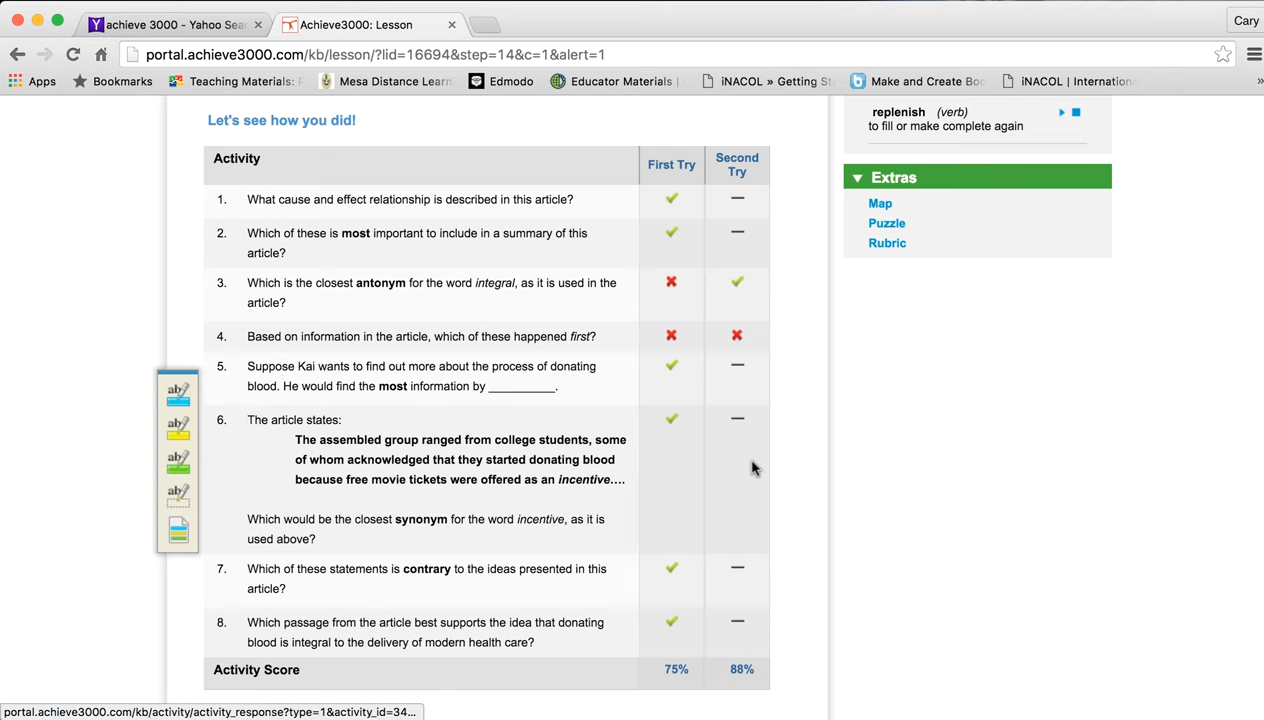 achieve 3000 - Yahoo Sear
Achieve3000: Lesson
Cary
portal.achieve3000.com/kb/lesson/?lid=16694&step=14&c=1&alert=1
Apps
Bookmarks
Teaching Materials:
Mesa Distance Learn
Edmodo
Educator Materials |
iNACOL » Getting St
Make and Create Boo
iNACOL | Internation
»
Let's see how you did!
Activity
First Try
Second
Try
1. What cause and effect relationship is described in this article?
2. Which of these is most important to include in a summary of this
article?
3. Which is the closest antonym for the word integral, as it is used in the
article?
4. Based on information in the article, which of these happened first?
5. Suppose Kai wants to find out more about the process of donating
blood. He would find the most information by __________.
6. The article states:
The assembled group ranged from college students, some
of whom acknowledged that they started donating blood
because free movie tickets were offered as an incentive....
Which would be the closest synonym for the word incentive, as it is
used above?
7. Which of these statements is contrary to the ideas presented in this
article?
8. Which passage from the article best supports the idea that donating
blood is integral to the delivery of modern health care?
Activity Score 75% 88%
replenish (verb)
to fill or make complete again
Extras
Map
Puzzle
Rubric
ab
ab
ab
ab
portal.achieve3000.com/kb/activity/activity_response?type=1&activity_id=34...